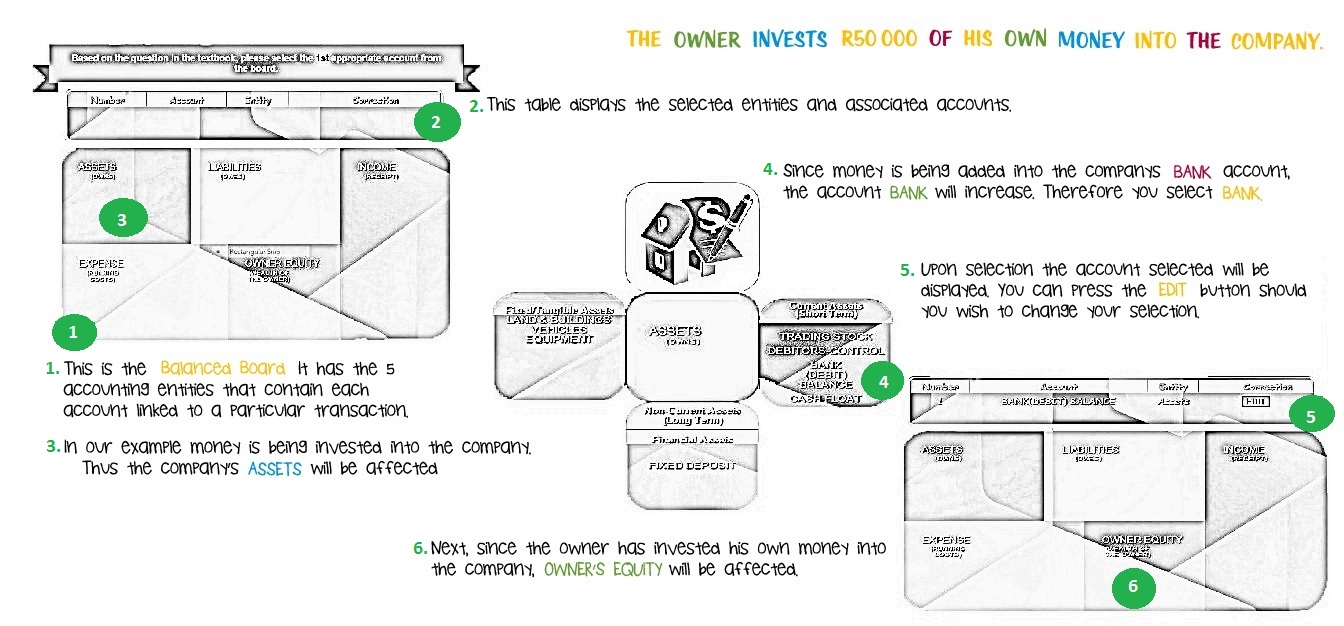 THE OWNER INVESTS R50 000 OF HIS OWN MONEY INTO THE COMPANY.
Based on the question in the textbook, please select the 1st appropriate account from
the board.
Number Account Entity Correction
2
2. This table displays the selected entities and associated accounts.
ASSETS
(OWNS)
LIABILITIES
(OWES)
INCOME
(RECEIPT)
3
EXPENSE
(RUNNING
COSTS)
Rectangular Snip
OWNER EQUITY
(WEALTH OF
THE OWNER)
1
1. This is the Balanced Board It has the 5
accounting entities that contain each
account linked to a particular transaction.
3. In our example money is being invested into the company.
Thus the companys ASSETS will be affected
4. Since money is being added into the companys BANK account,
the account BANK will increase. Therefore you select BANK.
Fixed/Tangible Assets
LAND & BUILDINGS
VEHICLES
EQUIPMENT
ASSETS
(OWNS)
Current Assets
(Short Term)
TRADING STOCK
DEBITORS CONTROL
BANK
(DEBIT)
BALANCE
CASH FLOAT
4
Non-Current Assets
(Long Term)
Financial Assets
FIXED DEPOSIT
5. Upon selection the account selected will be
displayed. You can press the EDIT button should
you wish to change your selection.
Number Account Entity Correction
1 BANK(DEBIT) BALANCE Assets EDIT
5
ASSETS
(OWNS)
LIABILITIES
(OWES)
INCOME
(RECEIPT)
EXPENSE
(RUNNING
COSTS)
OWNER EQUITY
(WEALTH OF
THE OWNER)
6
6. Next, since the owner has invested his own money into
the company, OWNER'S EQUITY will be affected.